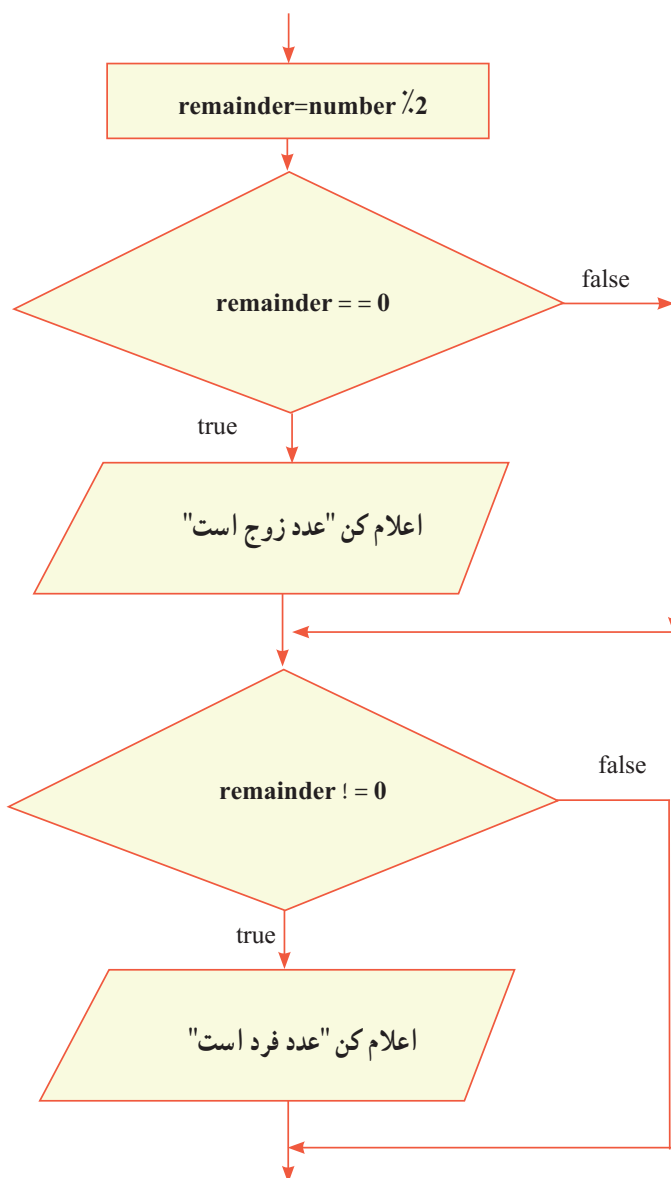 remainder=number ٪2
remainder = = 0
false
true
اعلام کن "عدد زوج است"
remainder ! = 0
false
true
اعلام کن "عدد فرد است"